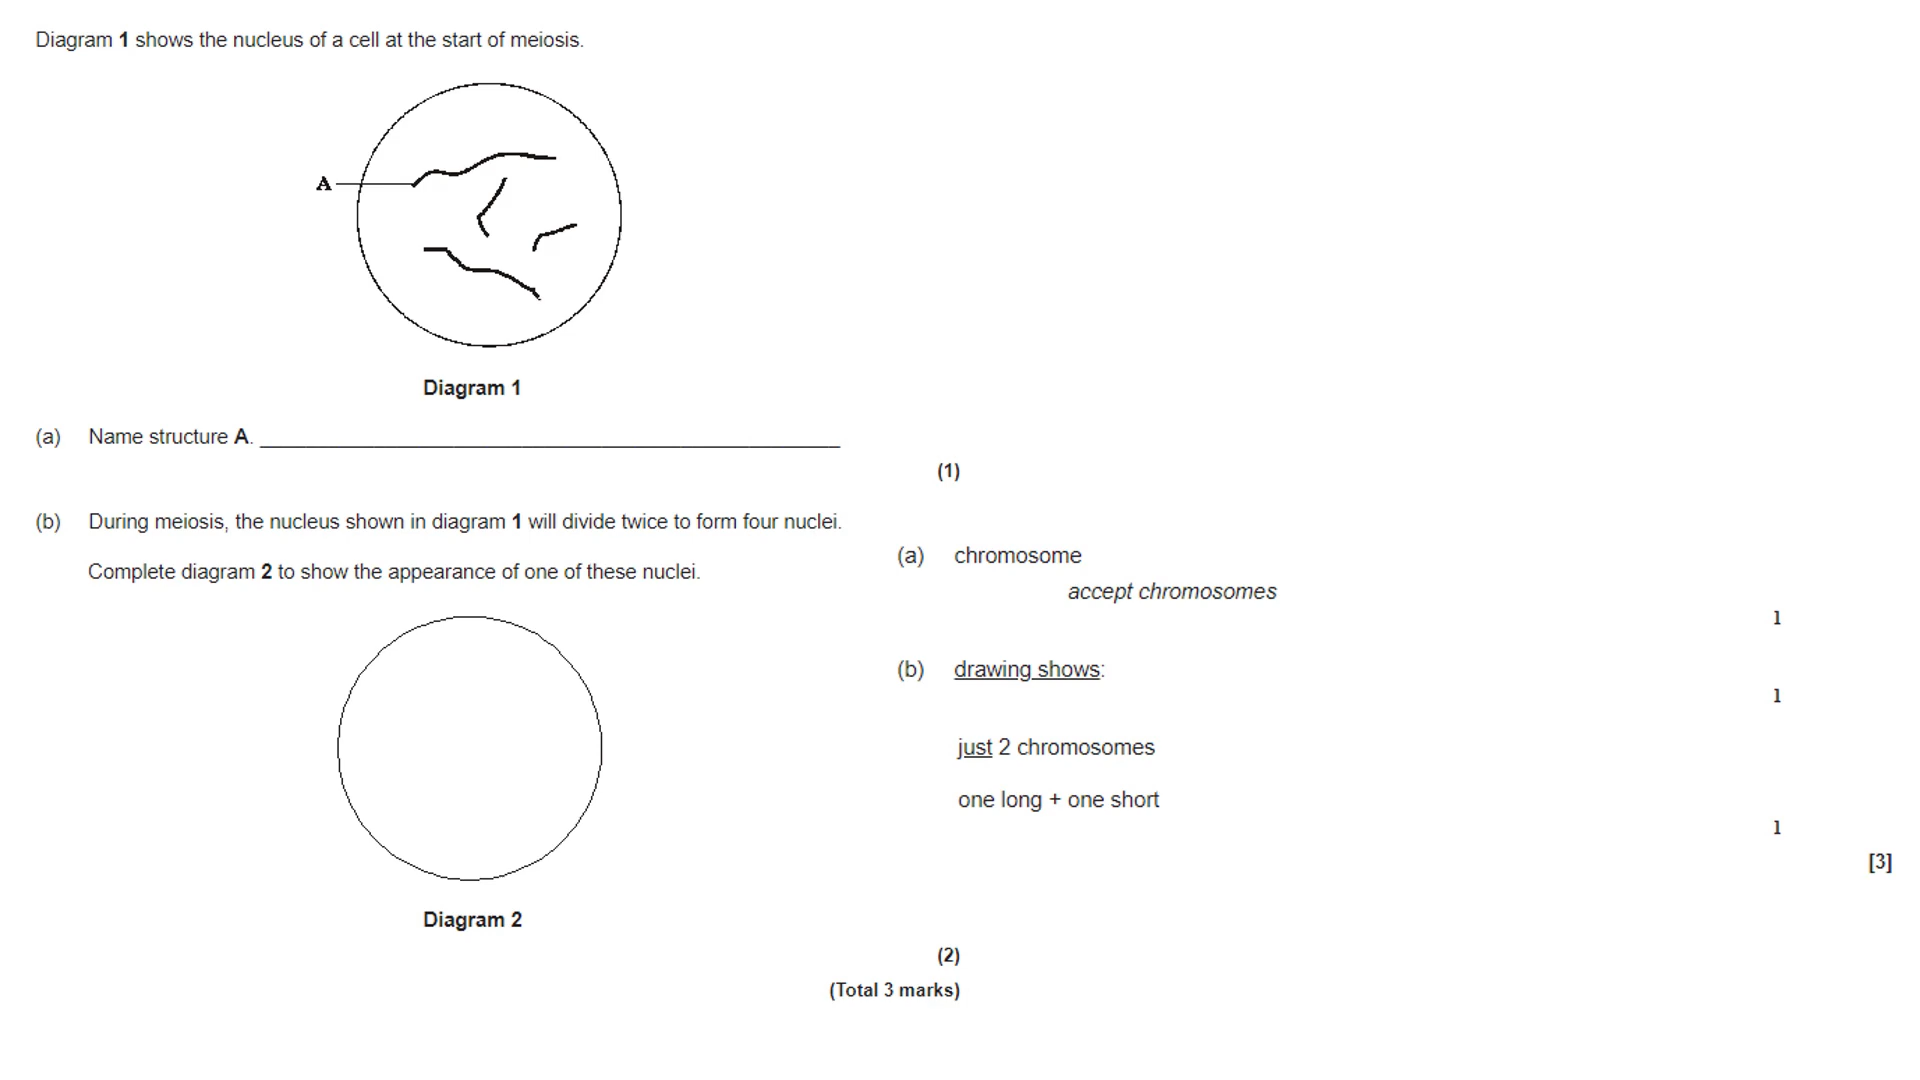 Diagram 1 shows the nucleus of a cell at the start of meiosis.
A
Diagram 1
(a) Name structure A. ____________________
(1)
(b) During meiosis, the nucleus shown in diagram 1 will divide twice to form four nuclei.
Complete diagram 2 to show the appearance of one of these nuclei.
Diagram 2
(2)
(Total 3 marks)
(a) chromosome
accept chromosomes
1
(b) drawing shows:
1
just 2 chromosomes
one long + one short
1
[3]